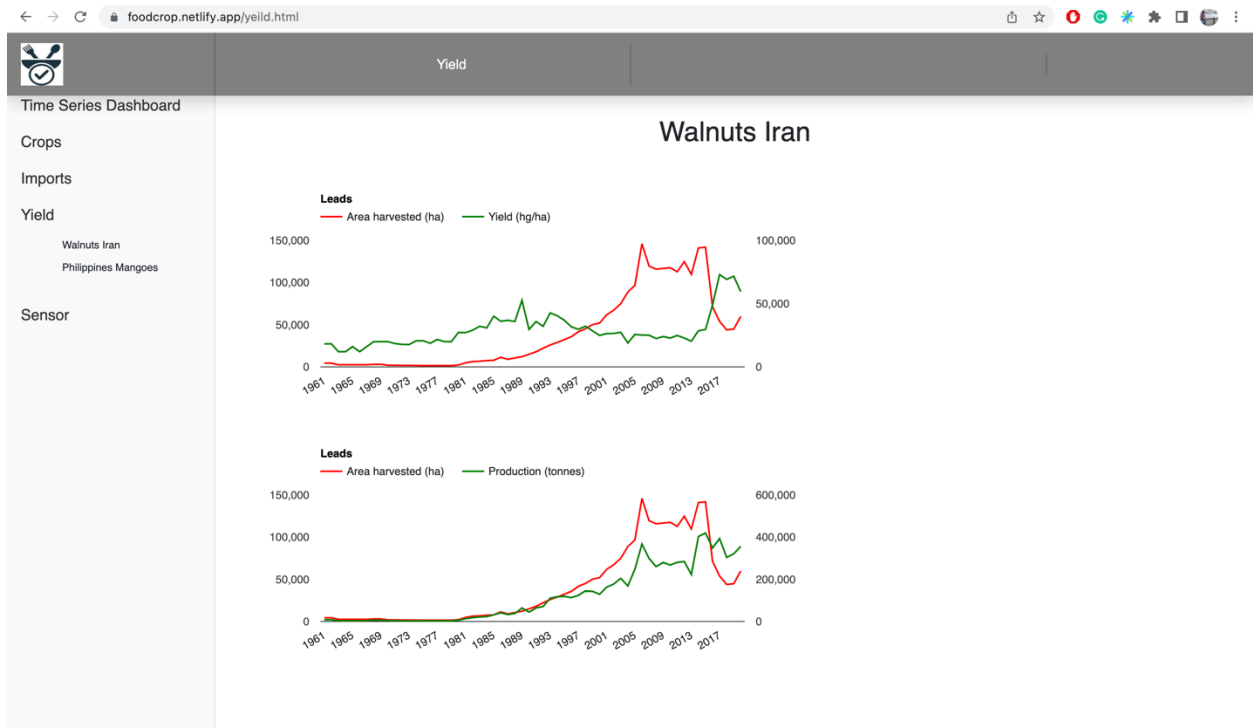 foodcrop.netlify.app/yeild.html
Yield
Time Series Dashboard
Crops
Imports
Yield
Walnuts Iran
Philippines Mangoes
Sensor
Walnuts Iran
Leads
Area harvested (ha) Yield (hg/ha)
150,000 100,000
100,000
50,000
50,000
0 0
1961 1965 1969 1973 1977 1981 1985 1989 1993 1997 2001 2005 2009 2013 2017
Leads
Area harvested (ha) Production (tonnes)
150,000 600,000
100,000 400,000
50,000 200,000
0 0
1961 1965 1969 1973 1977 1981 1985 1989 1993 1997 2001 2005 2009 2013 2017